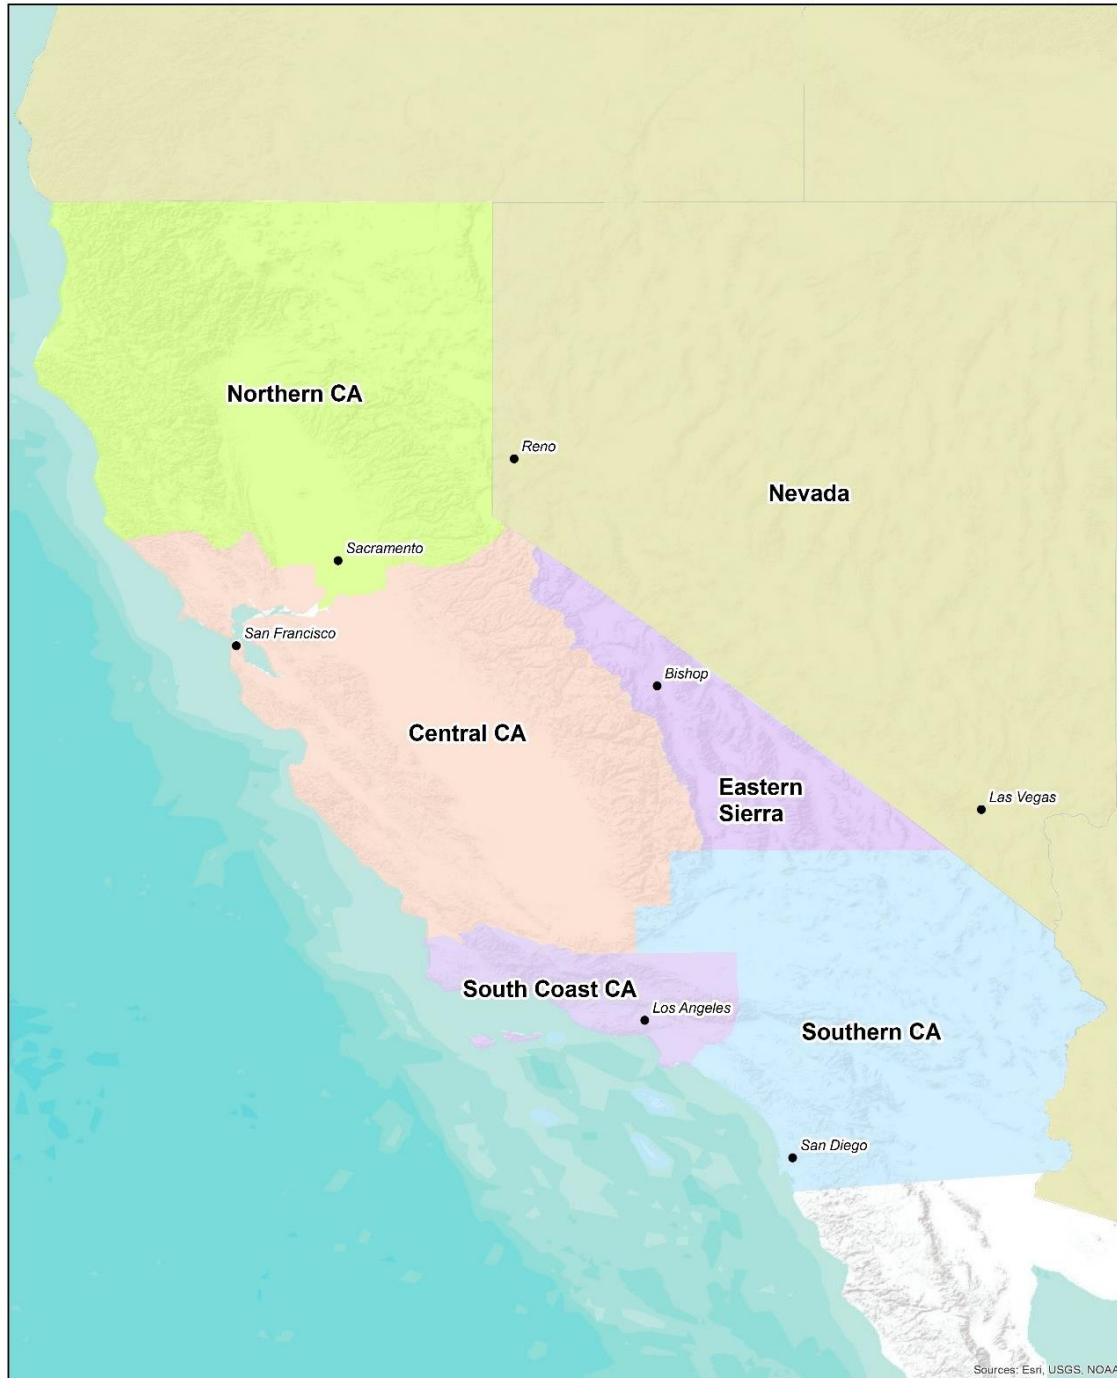 Northern CA
Reno
Nevada
Sacramento
San Francisco
Bishop
Central CA
Eastern
Sierra
Las Vegas
South Coast CA
Los Angeles
Southern CA
San Diego
Sources: Esri, USGS, NOAA